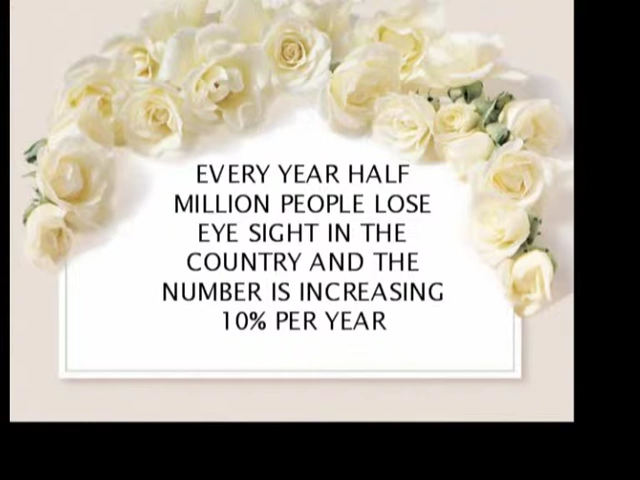 EVERY YEAR HALF
MILLION PEOPLE LOSE
EYE SIGHT IN THE
COUNTRY AND THE
NUMBER IS INCREASING
10% PER YEAR